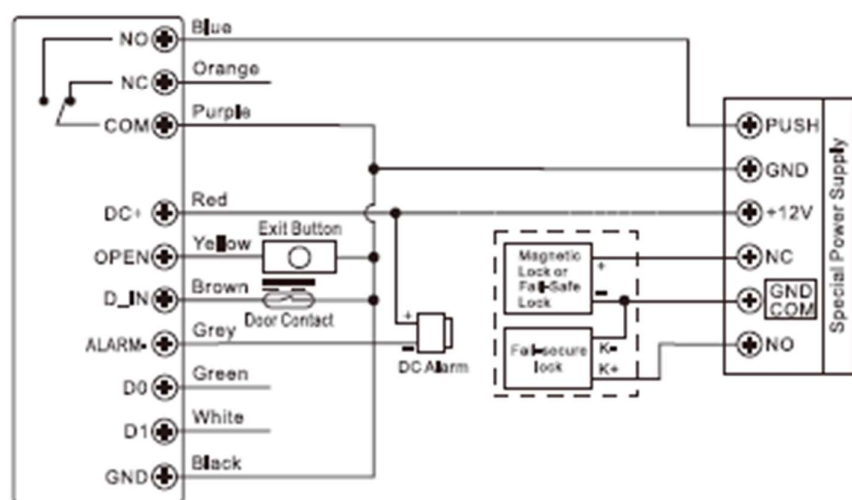 NO Blue
NC Orange
COM Purple
PUSH
GND
DC+ Red
+12V
Exit Button
OPEN Yellow
Magnetic
Lock or
Fail-Safe
Lock
+
-
NC
D_IN Brown
Door Contact
GND
COM
ALARM- Grey
+
-
DC Alarm
Fail-secure
lock
K-
K+
NO
D0 Green
D1 White
GND Black
Special Power Supply